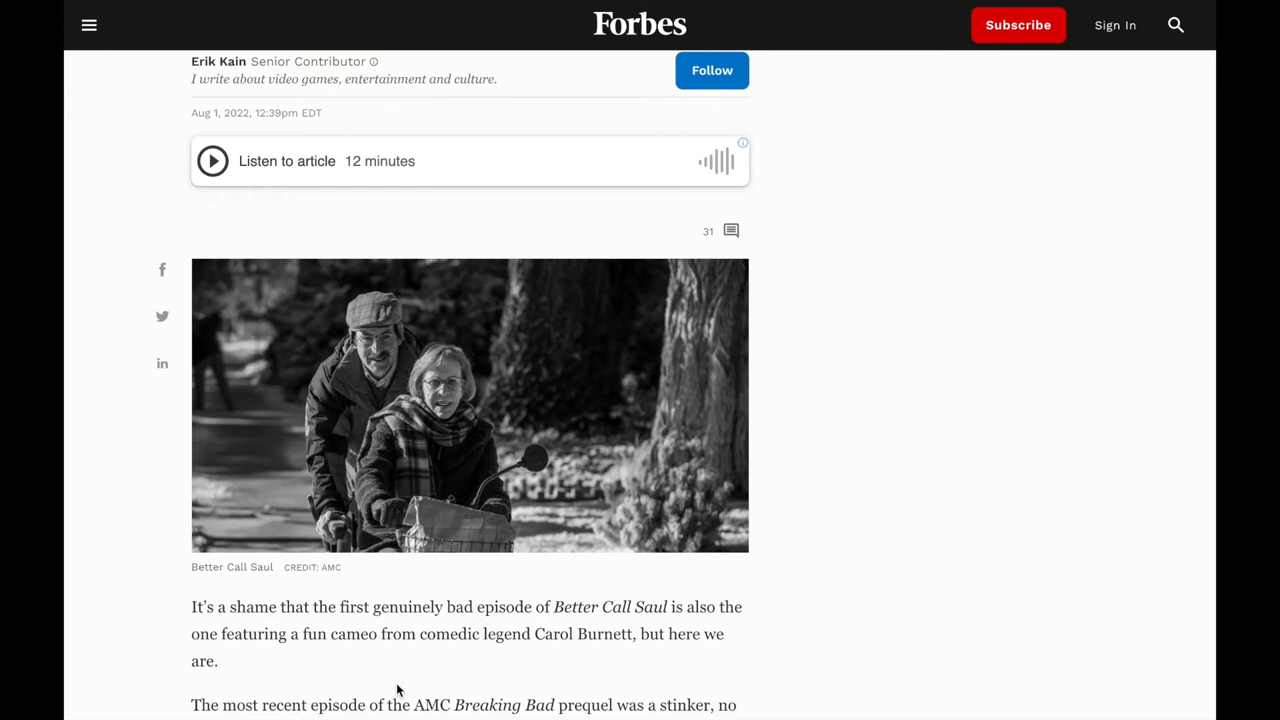 Forbes
Subscribe
Sign In
Erik Kain Senior Contributor
I write about video games, entertainment and culture.
Follow
Aug 1, 2022, 12:39pm EDT
Listen to article 12 minutes
31
Better Call Saul CREDIT: AMC
It’s a shame that the first genuinely bad episode of Better Call Saul is also the
one featuring a fun cameo from comedic legend Carol Burnett, but here we
are.
The most recent episode of the AMC Breaking Bad prequel was a stinker, no